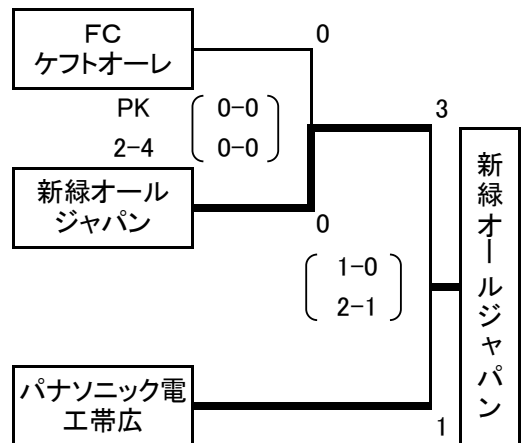 FC
ケフトオーレ
0
PK
0-0
2-4
0-0
3
新緑オール
ジャパン
0
新緑オールジャパン
1-0
2-1
パナソニック電
工帯広
1